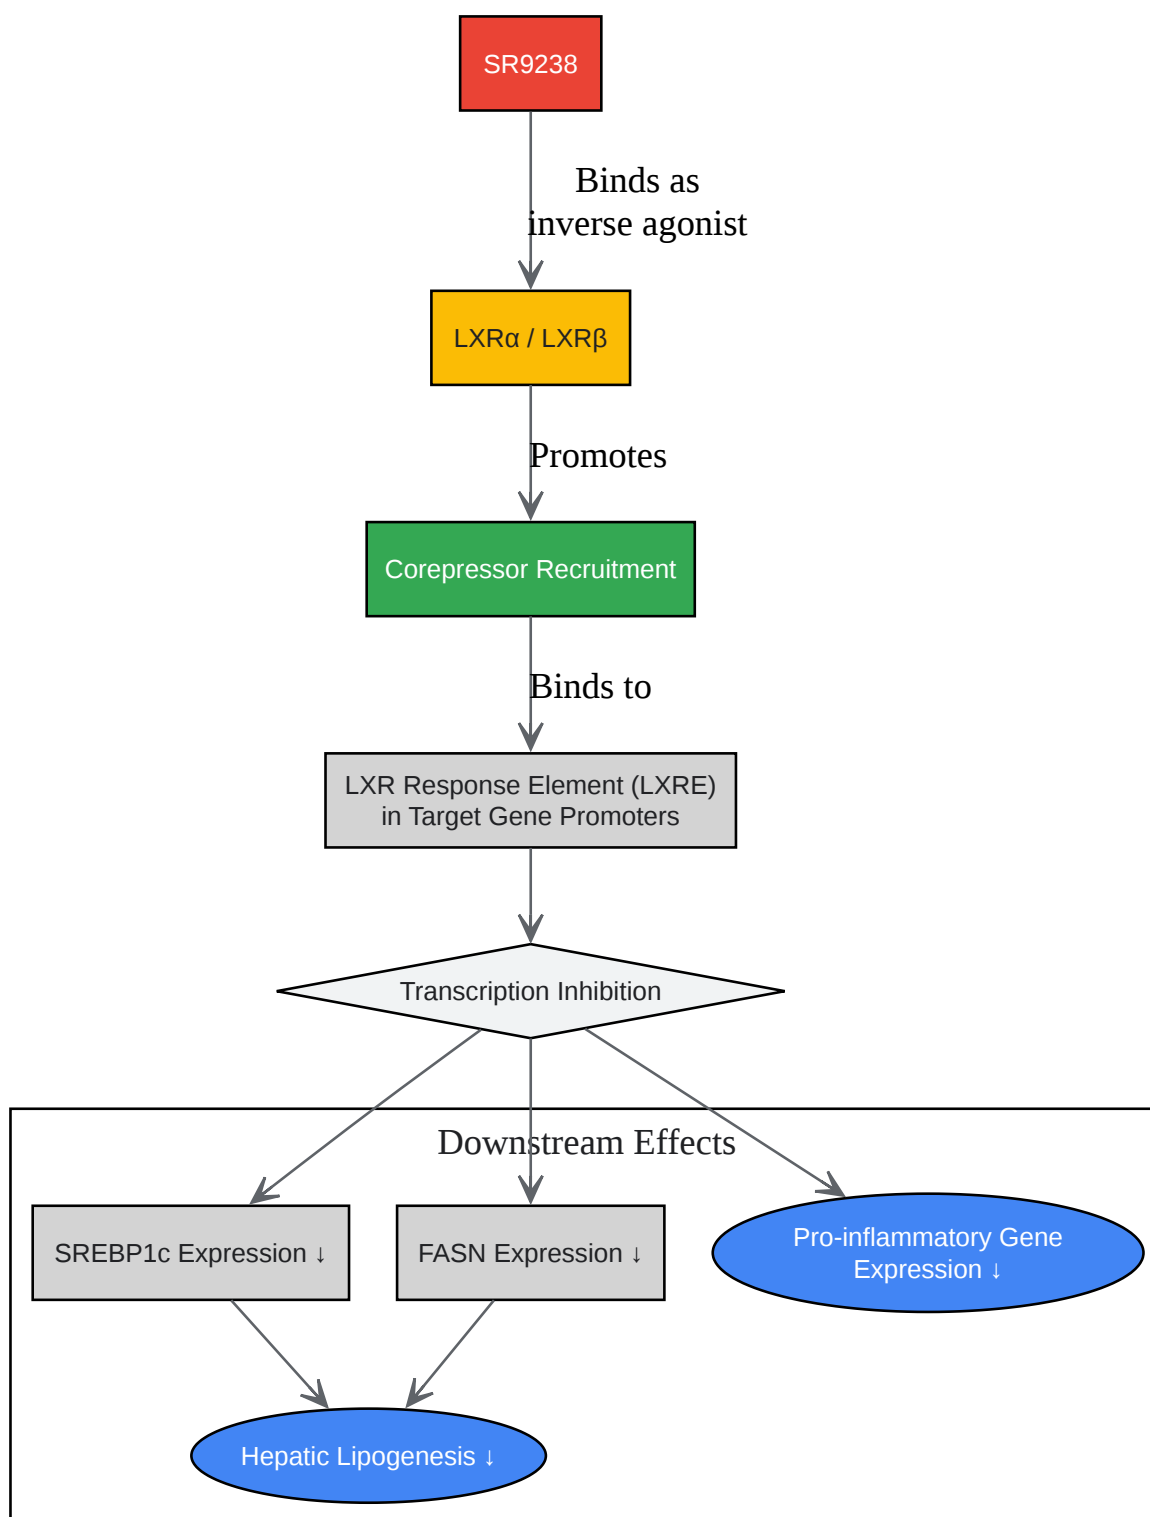 SR9238
Binds as
inverse agonist
LXRα / LXRβ
Promotes
Corepressor Recruitment
Binds to
LXR Response Element (LXRE)
in Target Gene Promoters
Transcription Inhibition
Downstream Effects
SREBP1c Expression ↓
FASN Expression ↓
Pro-inflammatory Gene
Expression ↓
Hepatic Lipogenesis ↓